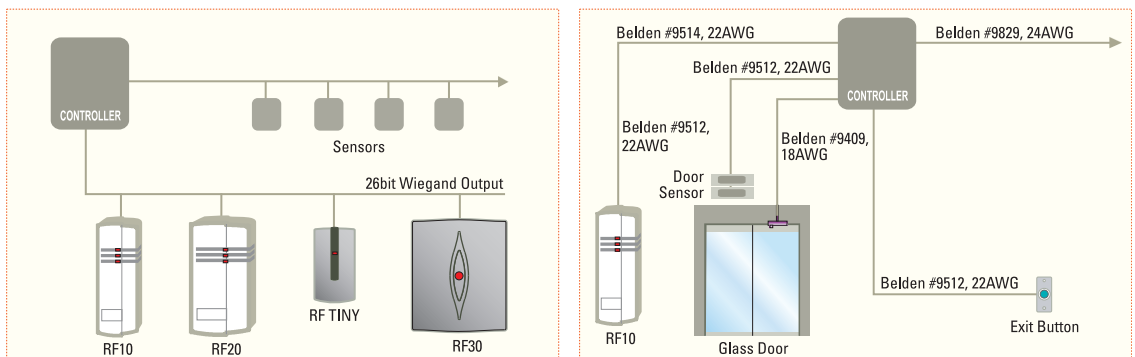 CONTROLLER
Sensors
26bit Wiegand Output
RF10
RF20
RF TINY
RF30
Belden #9514, 22AWG
Belden #9829, 24AWG
Belden #9512, 22AWG
CONTROLLER
Belden #9512,
22AWG
Belden #9409,
18AWG
Door
Sensor
Belden #9512, 22AWG
RF10
Glass Door
Exit Button